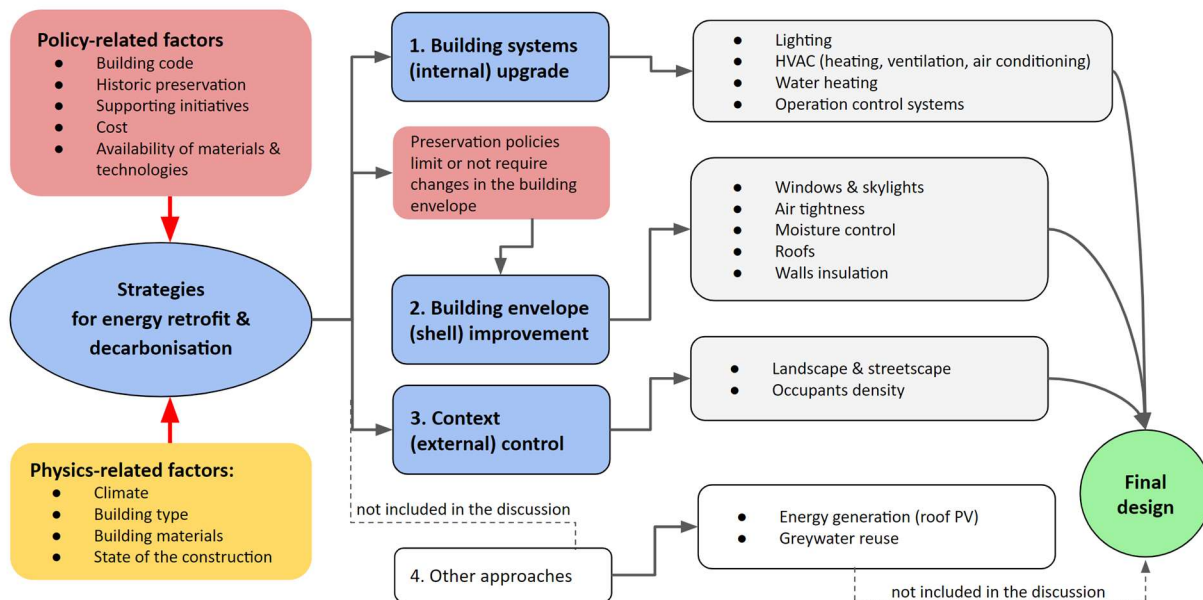 Policy-related factors
● Building code
● Historic preservation
● Supporting initiatives
● Cost
● Availability of materials &
technologies
Strategies
for energy retrofit &
decarbonisation
Physics-related factors:
● Climate
● Building type
● Building materials
● State of the construction
1. Building systems
(internal) upgrade
● Lighting
● HVAC (heating, ventilation, air conditioning)
● Water heating
● Operation control systems
Preservation policies
limit or not require
changes in the building
envelope
2. Building envelope
(shell) improvement
● Windows & skylights
● Air tightness
● Moisture control
● Roofs
● Walls insulation
3. Context
(external) control
● Landscape & streetscape
● Occupants density
not included in the discussion
4. Other approaches
● Energy generation (roof PV)
● Greywater reuse
not included in the discussion
Final
design